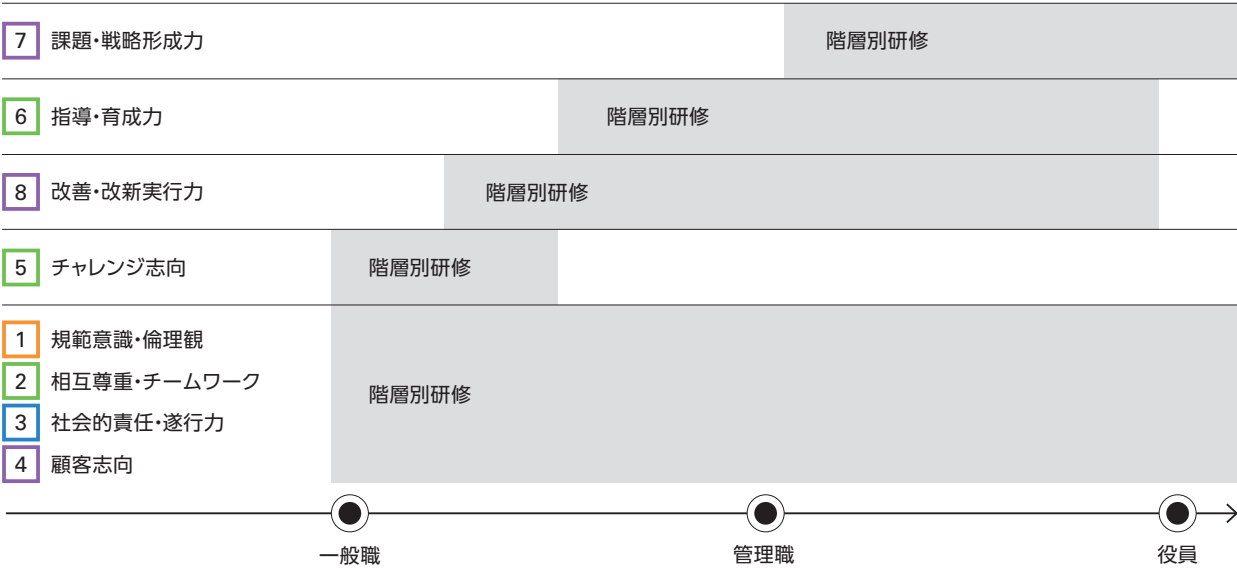 7 課題・戦略形成力 階層別研修
6 指導・育成力 階層別研修
8 改善・改新実行力 階層別研修
5 チャレンジ志向 階層別研修
1 規範意識・倫理観
2 相互尊重・チームワーク
3 社会的責任・遂行力
4 顧客志向
階層別研修
一般職 管理職 役員